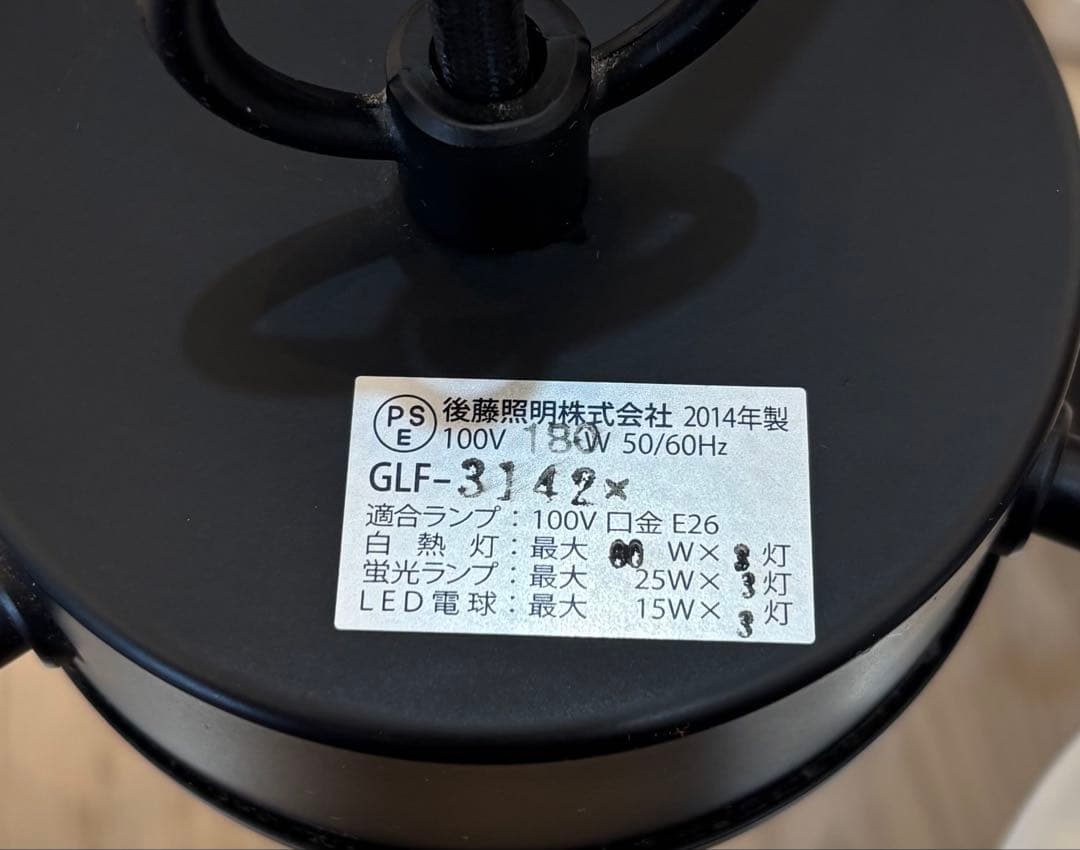 PSE 後藤照明株式会社 2014年製
100V 180W 50/60Hz
GLF-3142×
適合ランプ：100V 口金 E26
白熱灯：最大 60 W× 3 灯
蛍光ランプ：最大 25W× 3 灯
LED電球：最大 15W× 3 灯